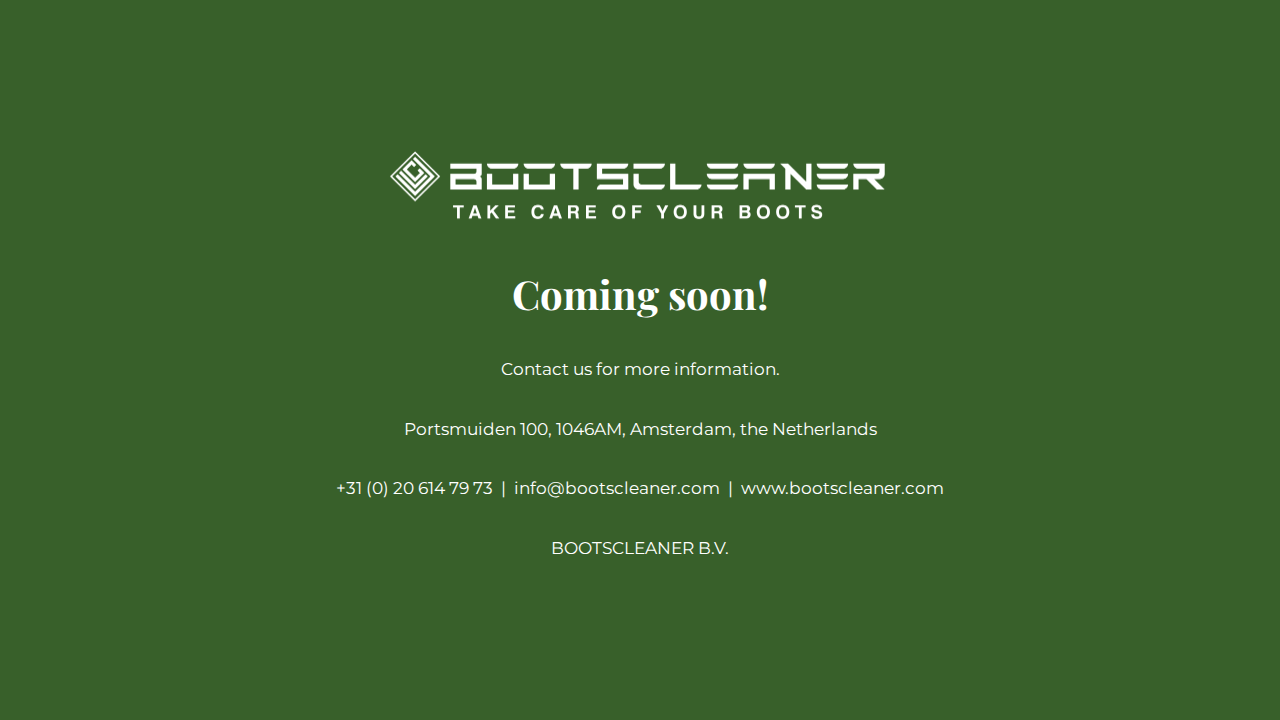 BOOTSCLEANER
TAKE CARE OF YOUR BOOTS
Coming soon!
Contact us for more information.
Portsmuiden 100, 1046AM, Amsterdam, the Netherlands
+31 (0) 20 614 79 73 | info@bootscleaner.com | www.bootscleaner.com
BOOTSCLEANER B.V.